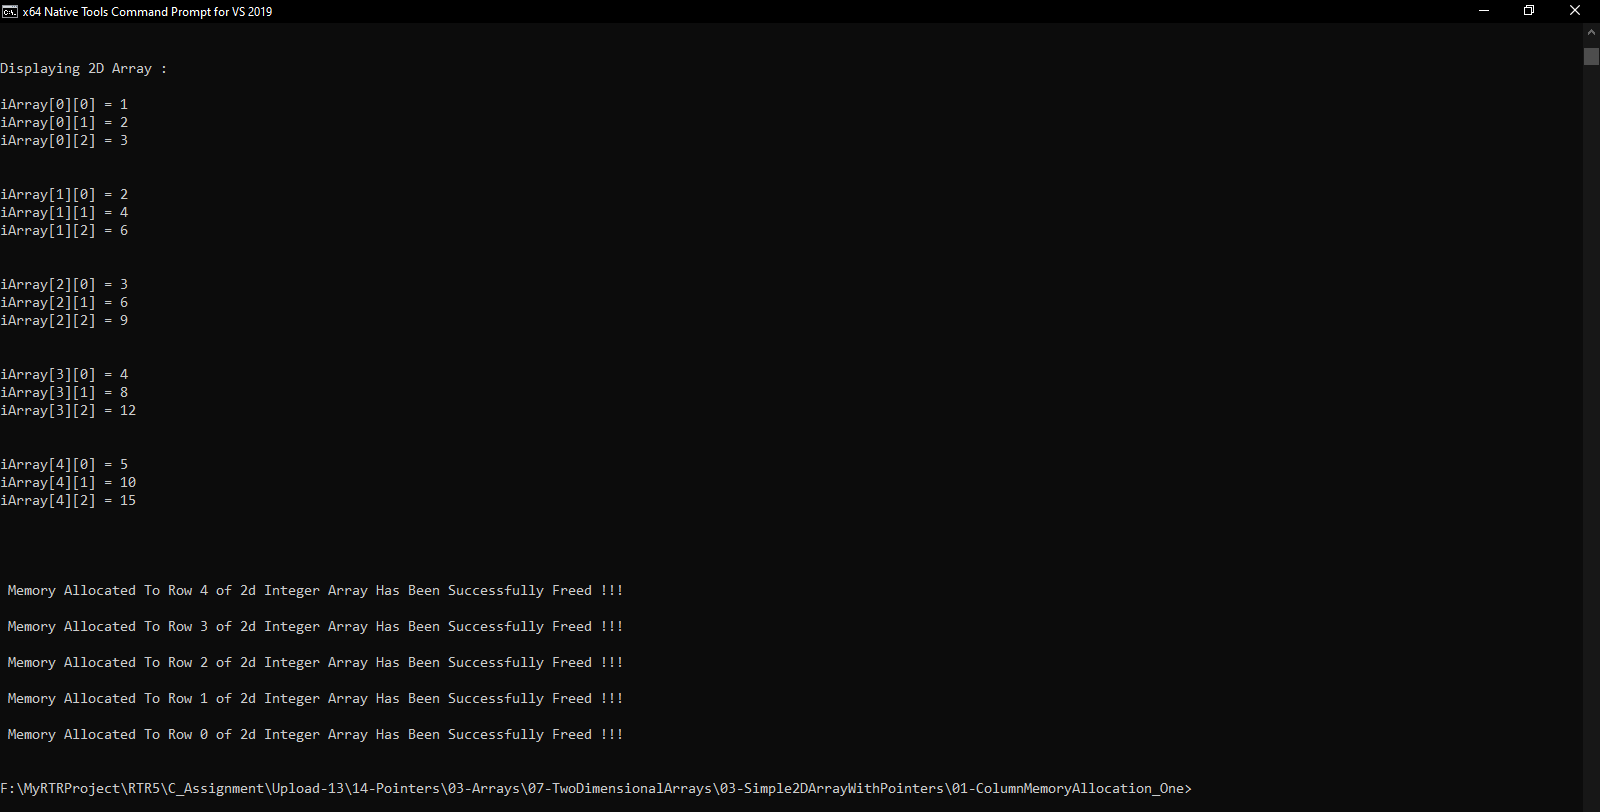 x64 Native Tools Command Prompt for VS 2019
Displaying 2D Array :
iArray[0][0] = 1
iArray[0][1] = 2
iArray[0][2] = 3
iArray[1][0] = 2
iArray[1][1] = 4
iArray[1][2] = 6
iArray[2][0] = 3
iArray[2][1] = 6
iArray[2][2] = 9
iArray[3][0] = 4
iArray[3][1] = 8
iArray[3][2] = 12
iArray[4][0] = 5
iArray[4][1] = 10
iArray[4][2] = 15
Memory Allocated To Row 4 of 2d Integer Array Has Been Successfully Freed !!!
Memory Allocated To Row 3 of 2d Integer Array Has Been Successfully Freed !!!
Memory Allocated To Row 2 of 2d Integer Array Has Been Successfully Freed !!!
Memory Allocated To Row 1 of 2d Integer Array Has Been Successfully Freed !!!
Memory Allocated To Row 0 of 2d Integer Array Has Been Successfully Freed !!!
F:\MyRTRProject\RTR5\C_Assignment\Upload-13\14-Pointers\03-Arrays\07-TwoDimensionalArrays\03-Simple2DArrayWithPointers\01-ColumnMemoryAllocation_One>